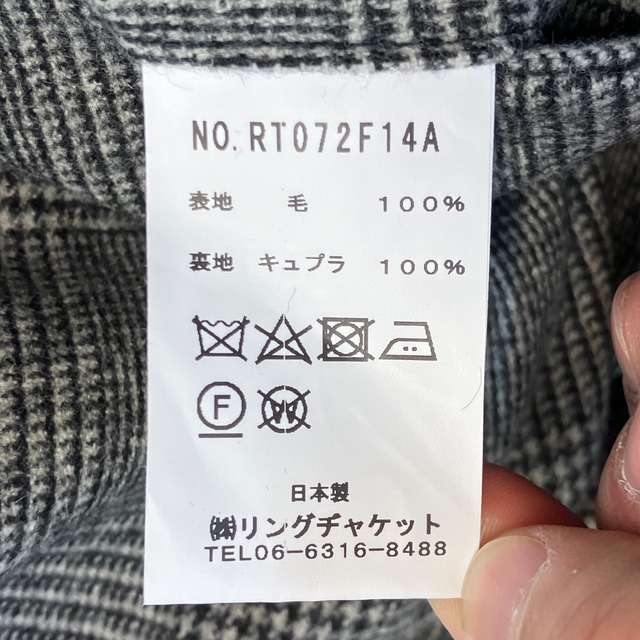 NO. RT072F14A
表地 毛 100%
裏地 キュプラ 100%
F W
日本製
㈱リングヂャケット
TEL06-6316-8488